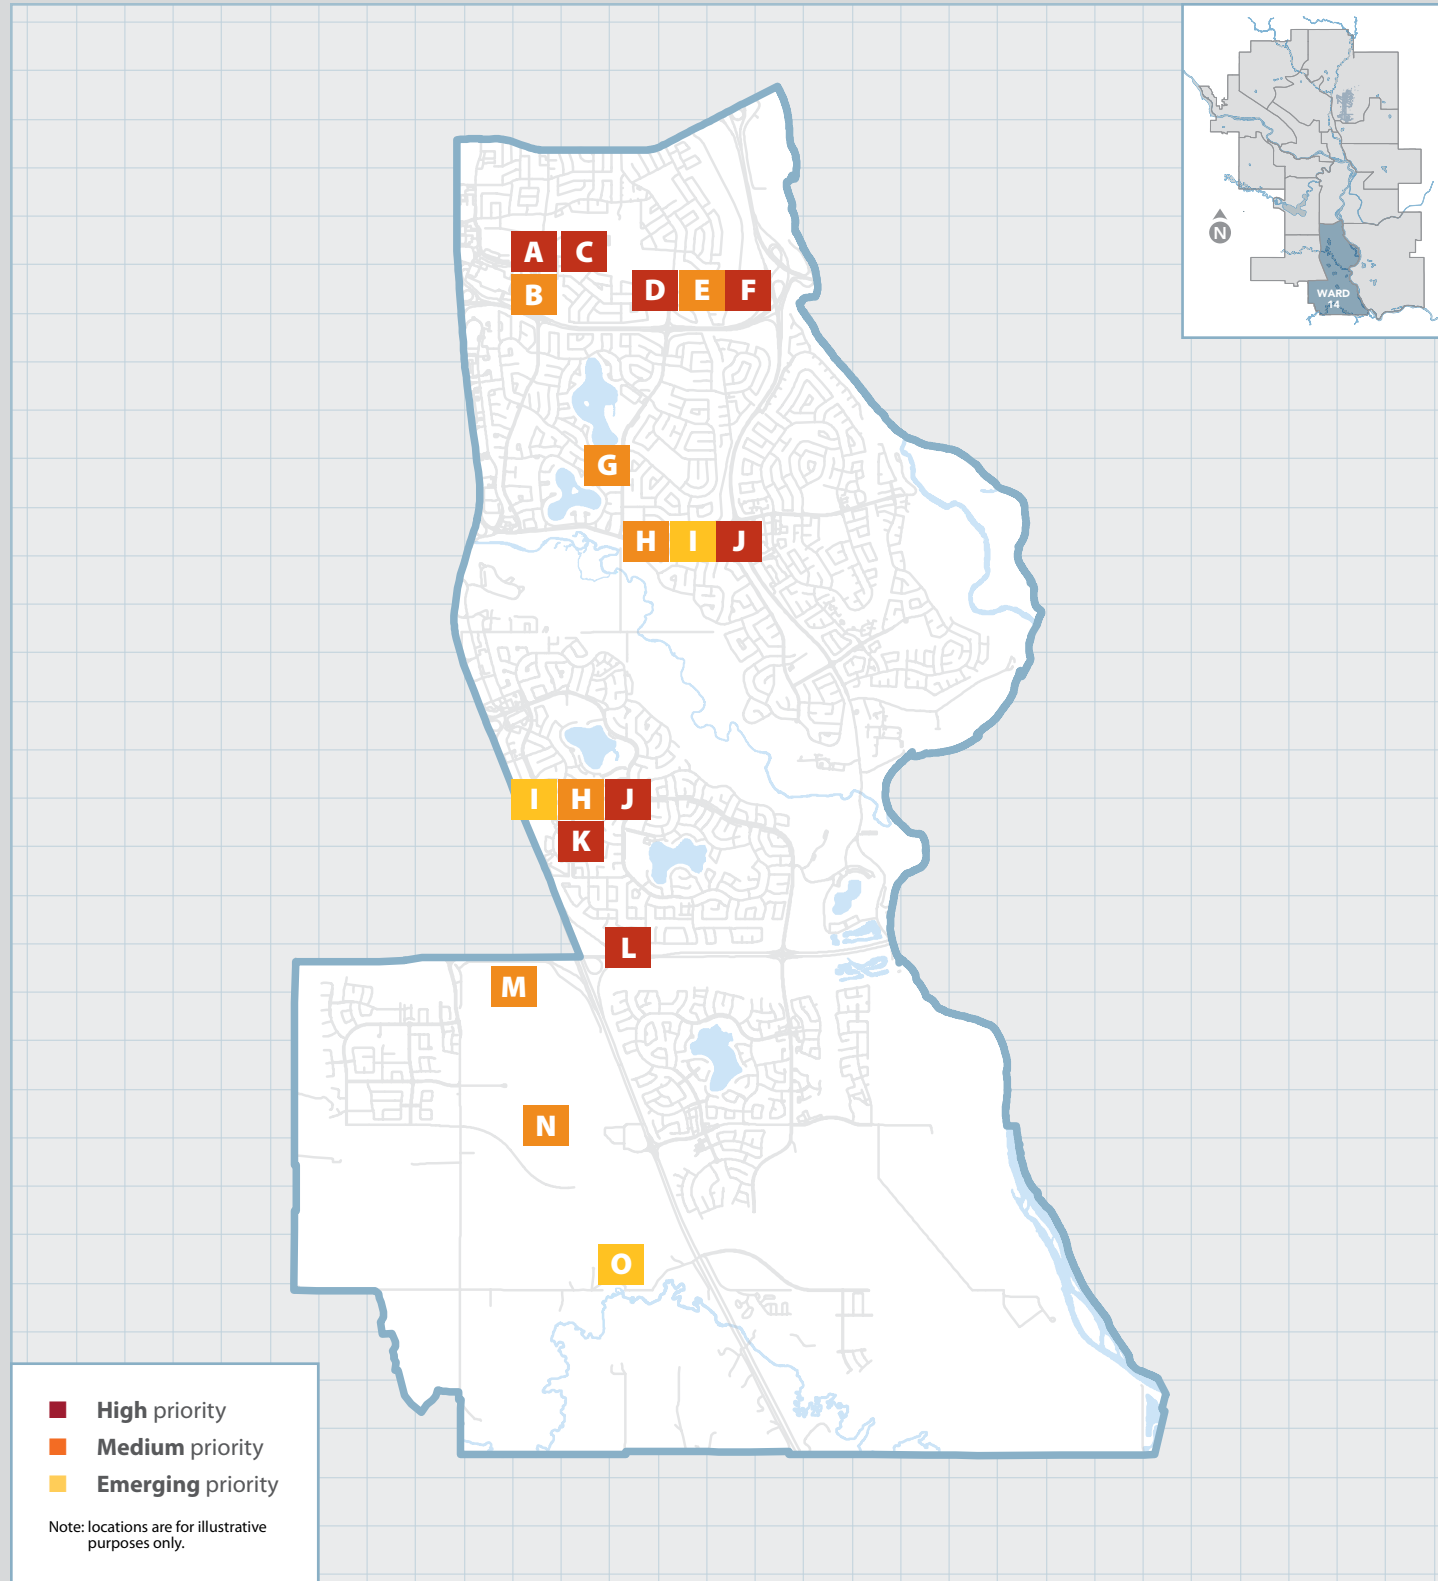 N
WARD
14
A C
B
D E F
G
H I J
I H J
K
L
M
N
O
High priority
Medium priority
Emerging priority
Note: locations are for illustrative
purposes only.